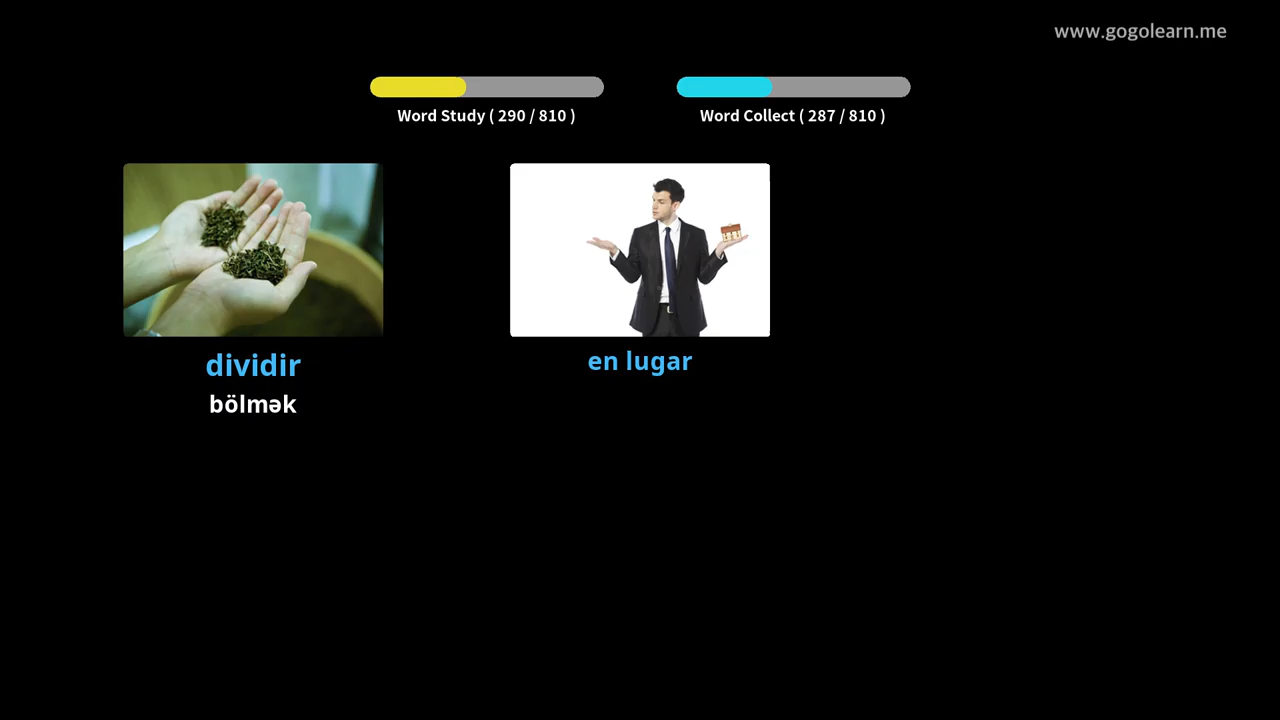 www.gogolearn.me
Word Study ( 290 / 810 )
Word Collect ( 287 / 810 )
dividir
bölmək
en lugar